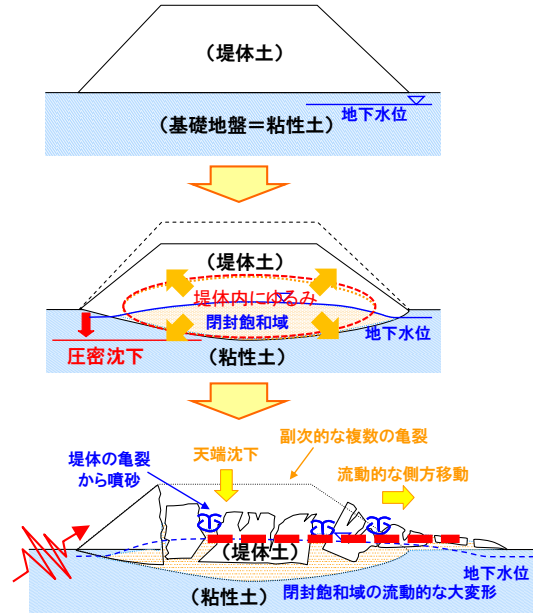 （堤体土）
地下水位
（基礎地盤＝粘性土）
（堤体土）
堤体内にゆるみ
閉封飽和域
地下水位
圧密沈下
（粘性土）
副次的な複数の亀裂
堤体の亀裂
から噴砂
天端沈下
流動的な側方移動
（堤体土）
地下水位
（粘性土）
閉封飽和域の流動的な大変形